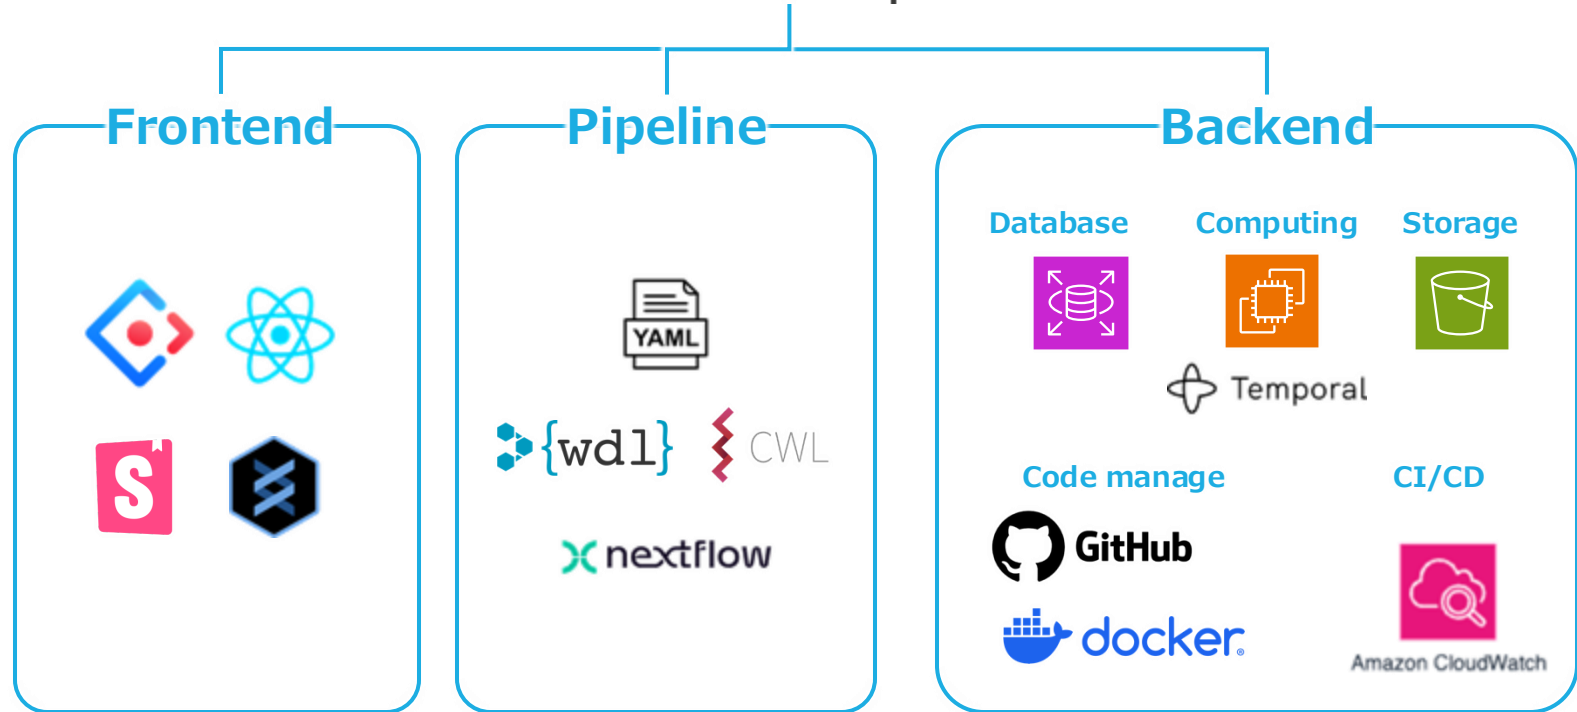 Frontend
Pipeline
Backend
YAML
{wdl}
CWL
nextflow
Database
Computing
Storage
Temporal
Code manage
CI/CD
GitHub
docker
Amazon CloudWatch
S